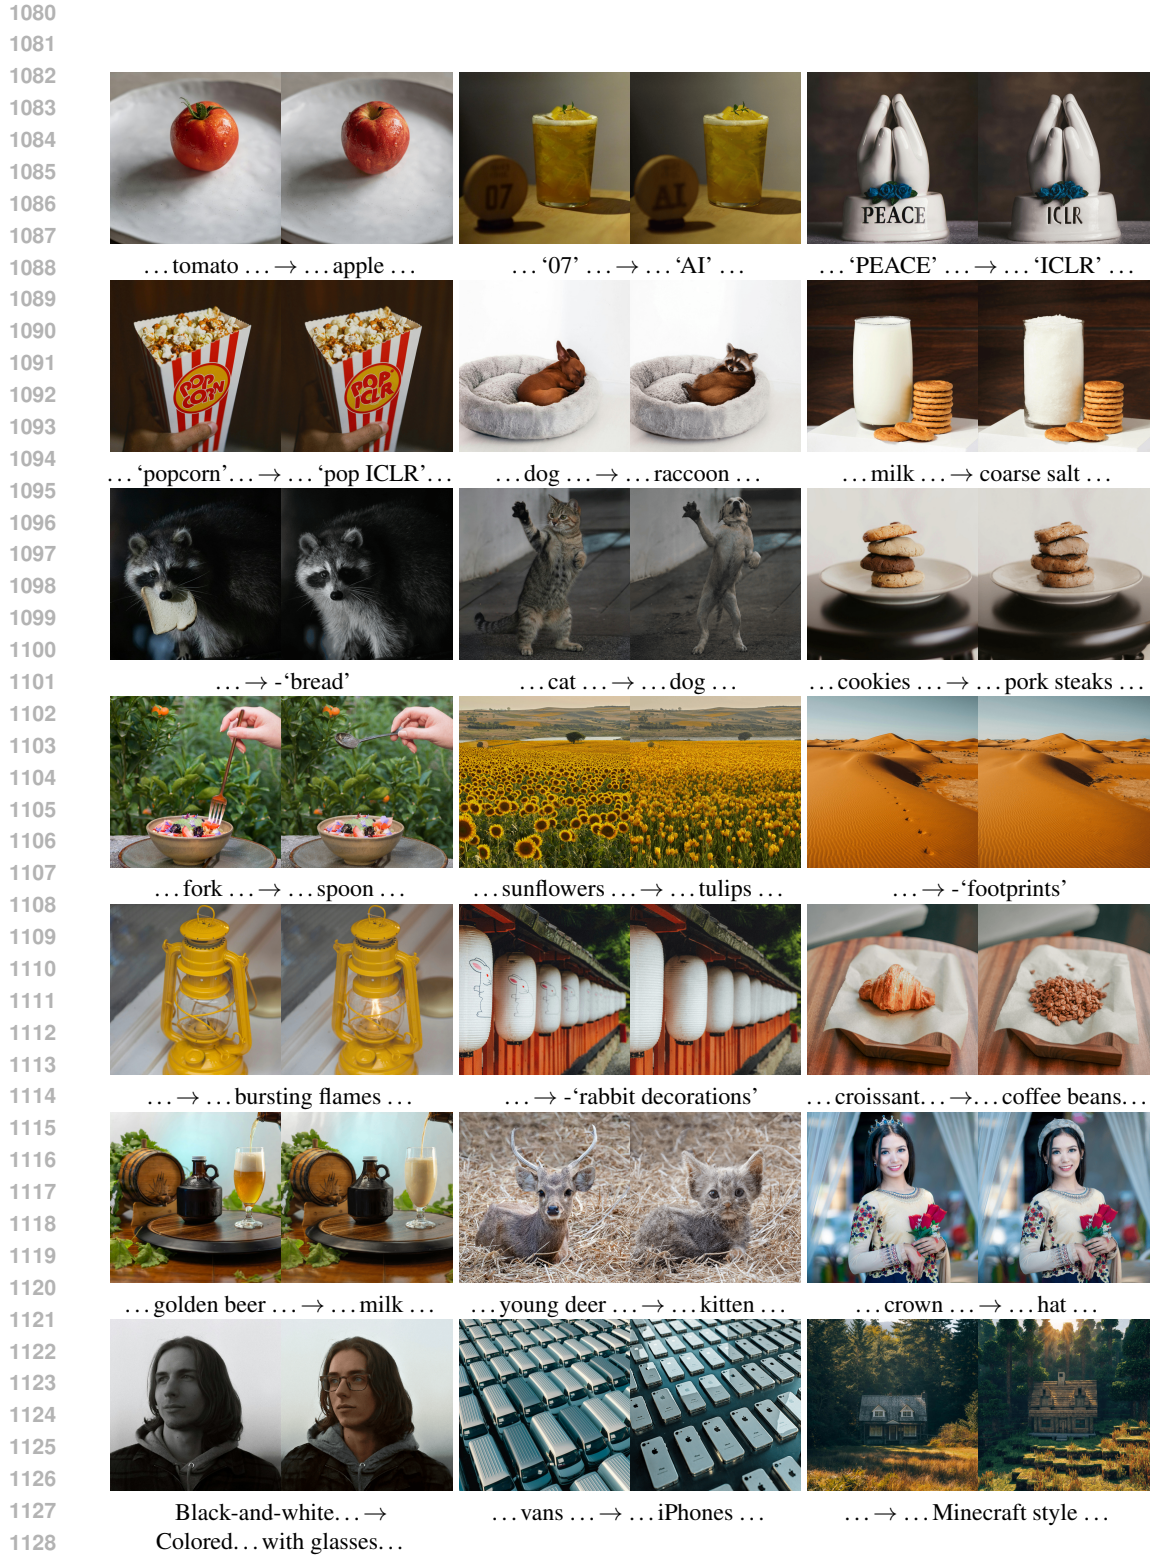 1080
1081
1082
1083
1084
1085
1086
1087
1088
1089
1090
1091
1092
1093
1094
1095
1096
1097
1098
1099
1100
1101
1102
1103
1104
1105
1106
1107
1108
1109
1110
1111
1112
1113
1114
1115
1116
1117
1118
1119
1120
1121
1122
1123
1124
1125
1126
1127
1128
07
AI
PEACE
ICLR
...tomato ...→ ...apple ...
... ‘07’ ...→ ... ‘AI’ ...
... ‘PEACE’ ...→ ... ‘ICLR’ ...
POP CORN
POP ICLR
... ‘popcorn’...→ ... ‘pop ICLR’...
...dog ...→ ...raccoon ...
...milk ...→ coarse salt ...
...→ -‘bread’
...cat ...→ ...dog ...
...cookies ...→ ...pork steaks ...
...fork ...→ ...spoon ...
...sunflowers ...→ ...tulips ...
...→ -‘footprints’
...→ ...bursting flames ...
...→ -‘rabbit decorations’
...croissant...→... coffee beans...
...golden beer ...→ ...milk ...
...young deer ...→ ...kitten ...
...crown ...→ ...hat ...
Black-and-white...→
Colored...with glasses...
...vans ...→ ...iPhones ...
...→ ...Minecraft style ...